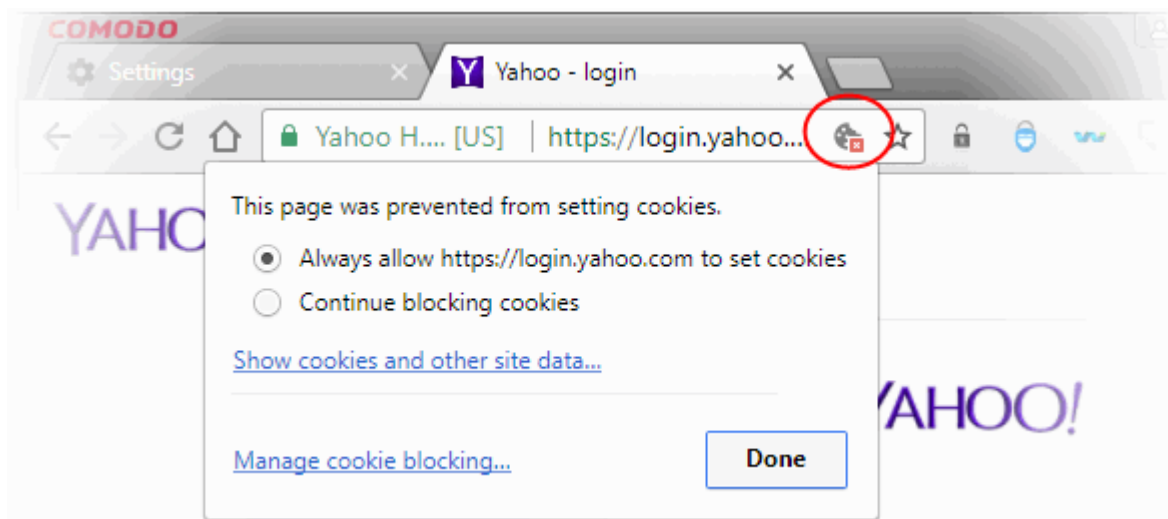 COMODO
Settings
Yahoo - login
Yahoo H.... [US] https://login.yahoo...
This page was prevented from setting cookies.
YAHO
Always allow https://login.yahoo.com to set cookies
Continue blocking cookies
Show cookies and other site data...
YAHOO!
Manage cookie blocking...
Done